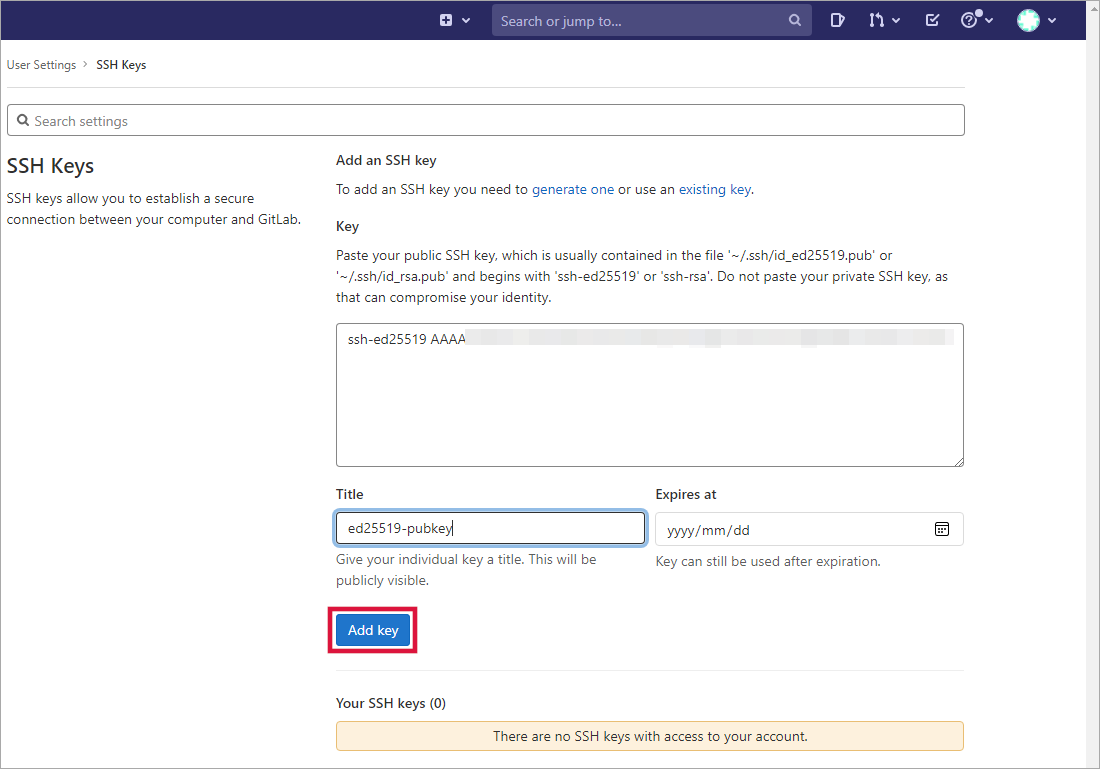 Search or jump to...
User Settings > SSH Keys
Search settings
SSH Keys
SSH keys allow you to establish a secure
connection between your computer and GitLab.
Add an SSH key
To add an SSH key you need to generate one or use an existing key.
Key
Paste your public SSH key, which is usually contained in the file '~/.ssh/id_ed25519.pub' or
'~/.ssh/id_rsa.pub' and begins with 'ssh-ed25519' or 'ssh-rsa'. Do not paste your private SSH key, as
that can compromise your identity.
ssh-ed25519 AAAA
Title
ed25519-pubkey
Give your individual key a title. This will be
publicly visible.
Expires at
yyyy/mm/dd
Key can still be used after expiration.
Add key
Your SSH keys (0)
There are no SSH keys with access to your account.